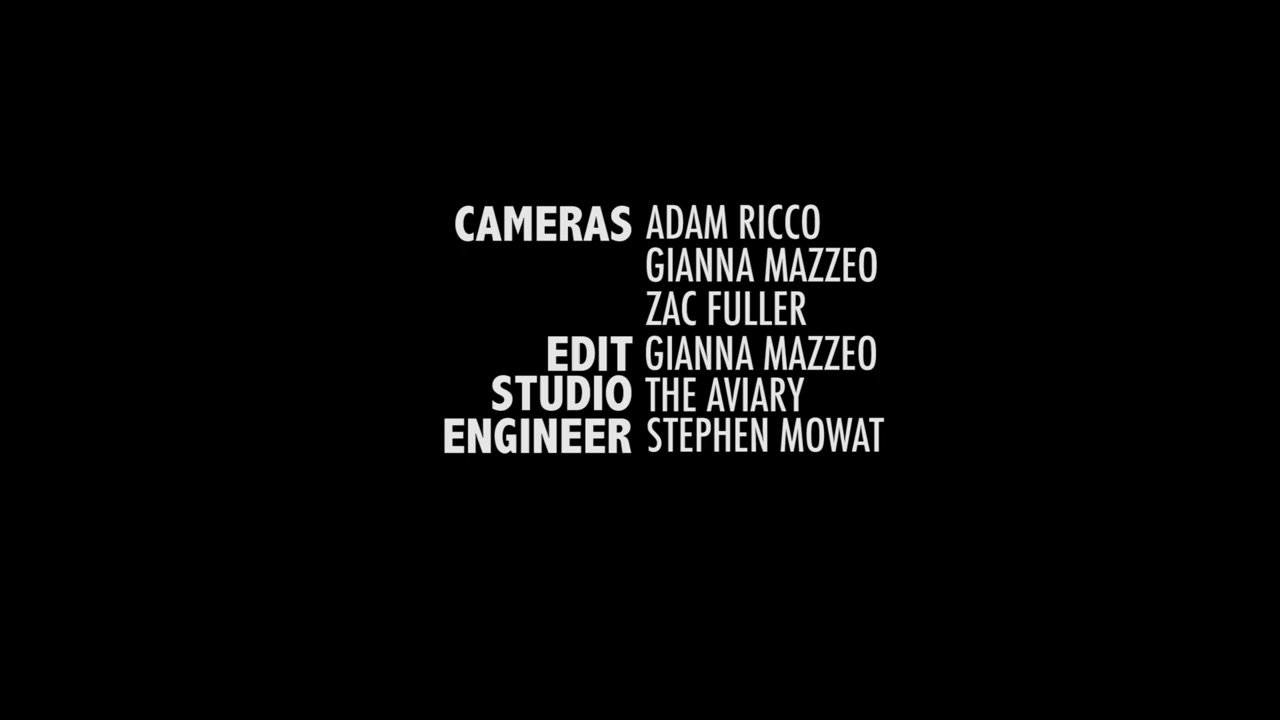 CAMERAS ADAM RICCO
GIANNA MAZZEO
ZAC FULLER
EDIT GIANNA MAZZEO
STUDIO THE AVIARY
ENGINEER STEPHEN MOWAT